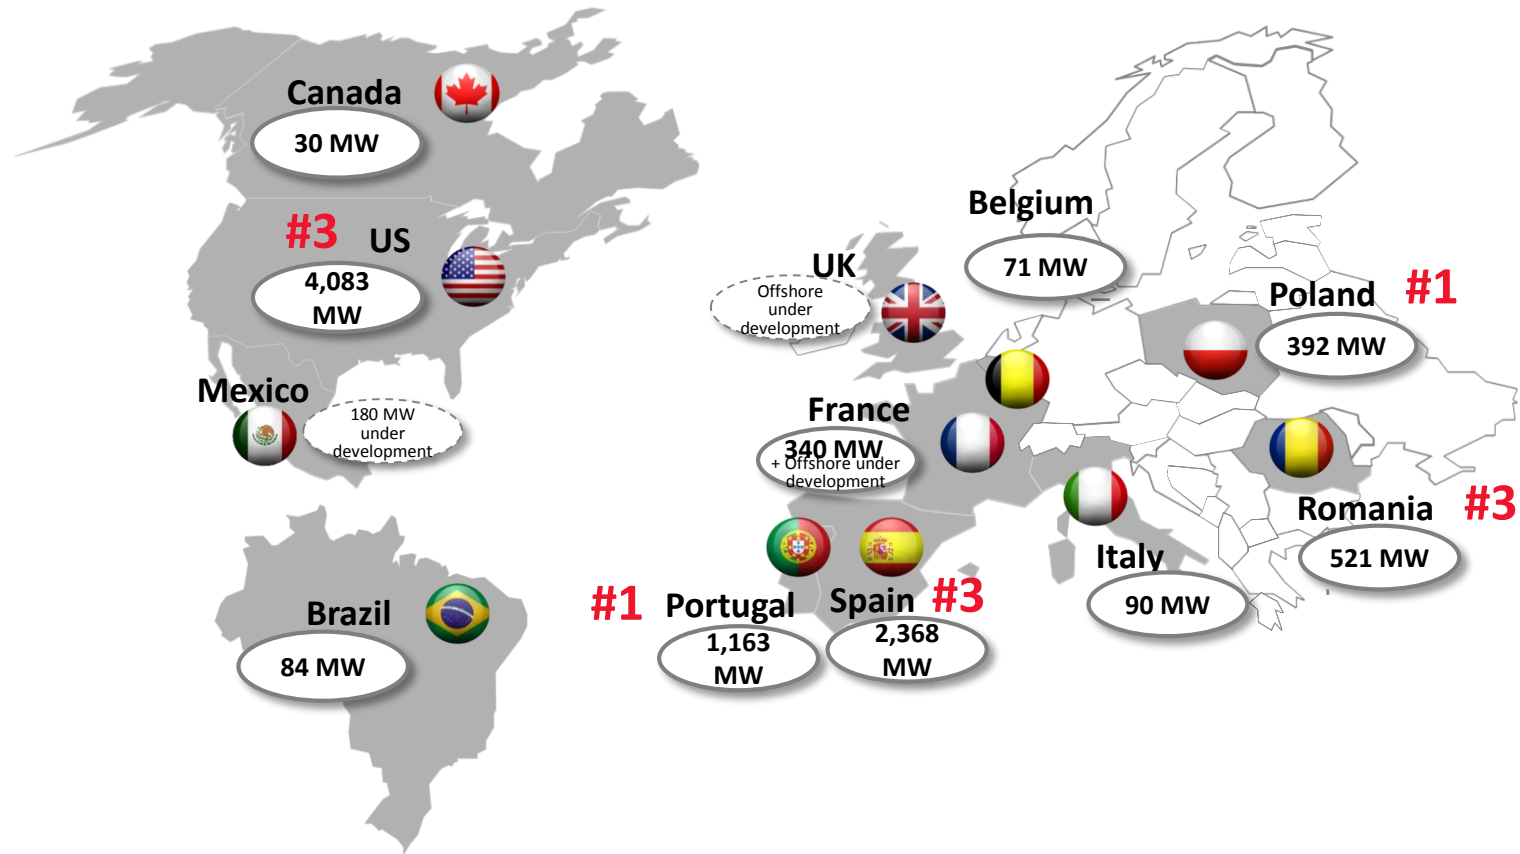 Canada
30 MW
#3 US
4,083
MW
Mexico
180 MW
under
development
Brazil
84 MW
Belgium
71 MW
UK
Offshore
under
development
Poland #1
392 MW
France
340 MW
+ Offshore under
development
Romania #3
521 MW
Italy
90 MW
#1 Portugal
1,163
MW
Spain #3
2,368
MW